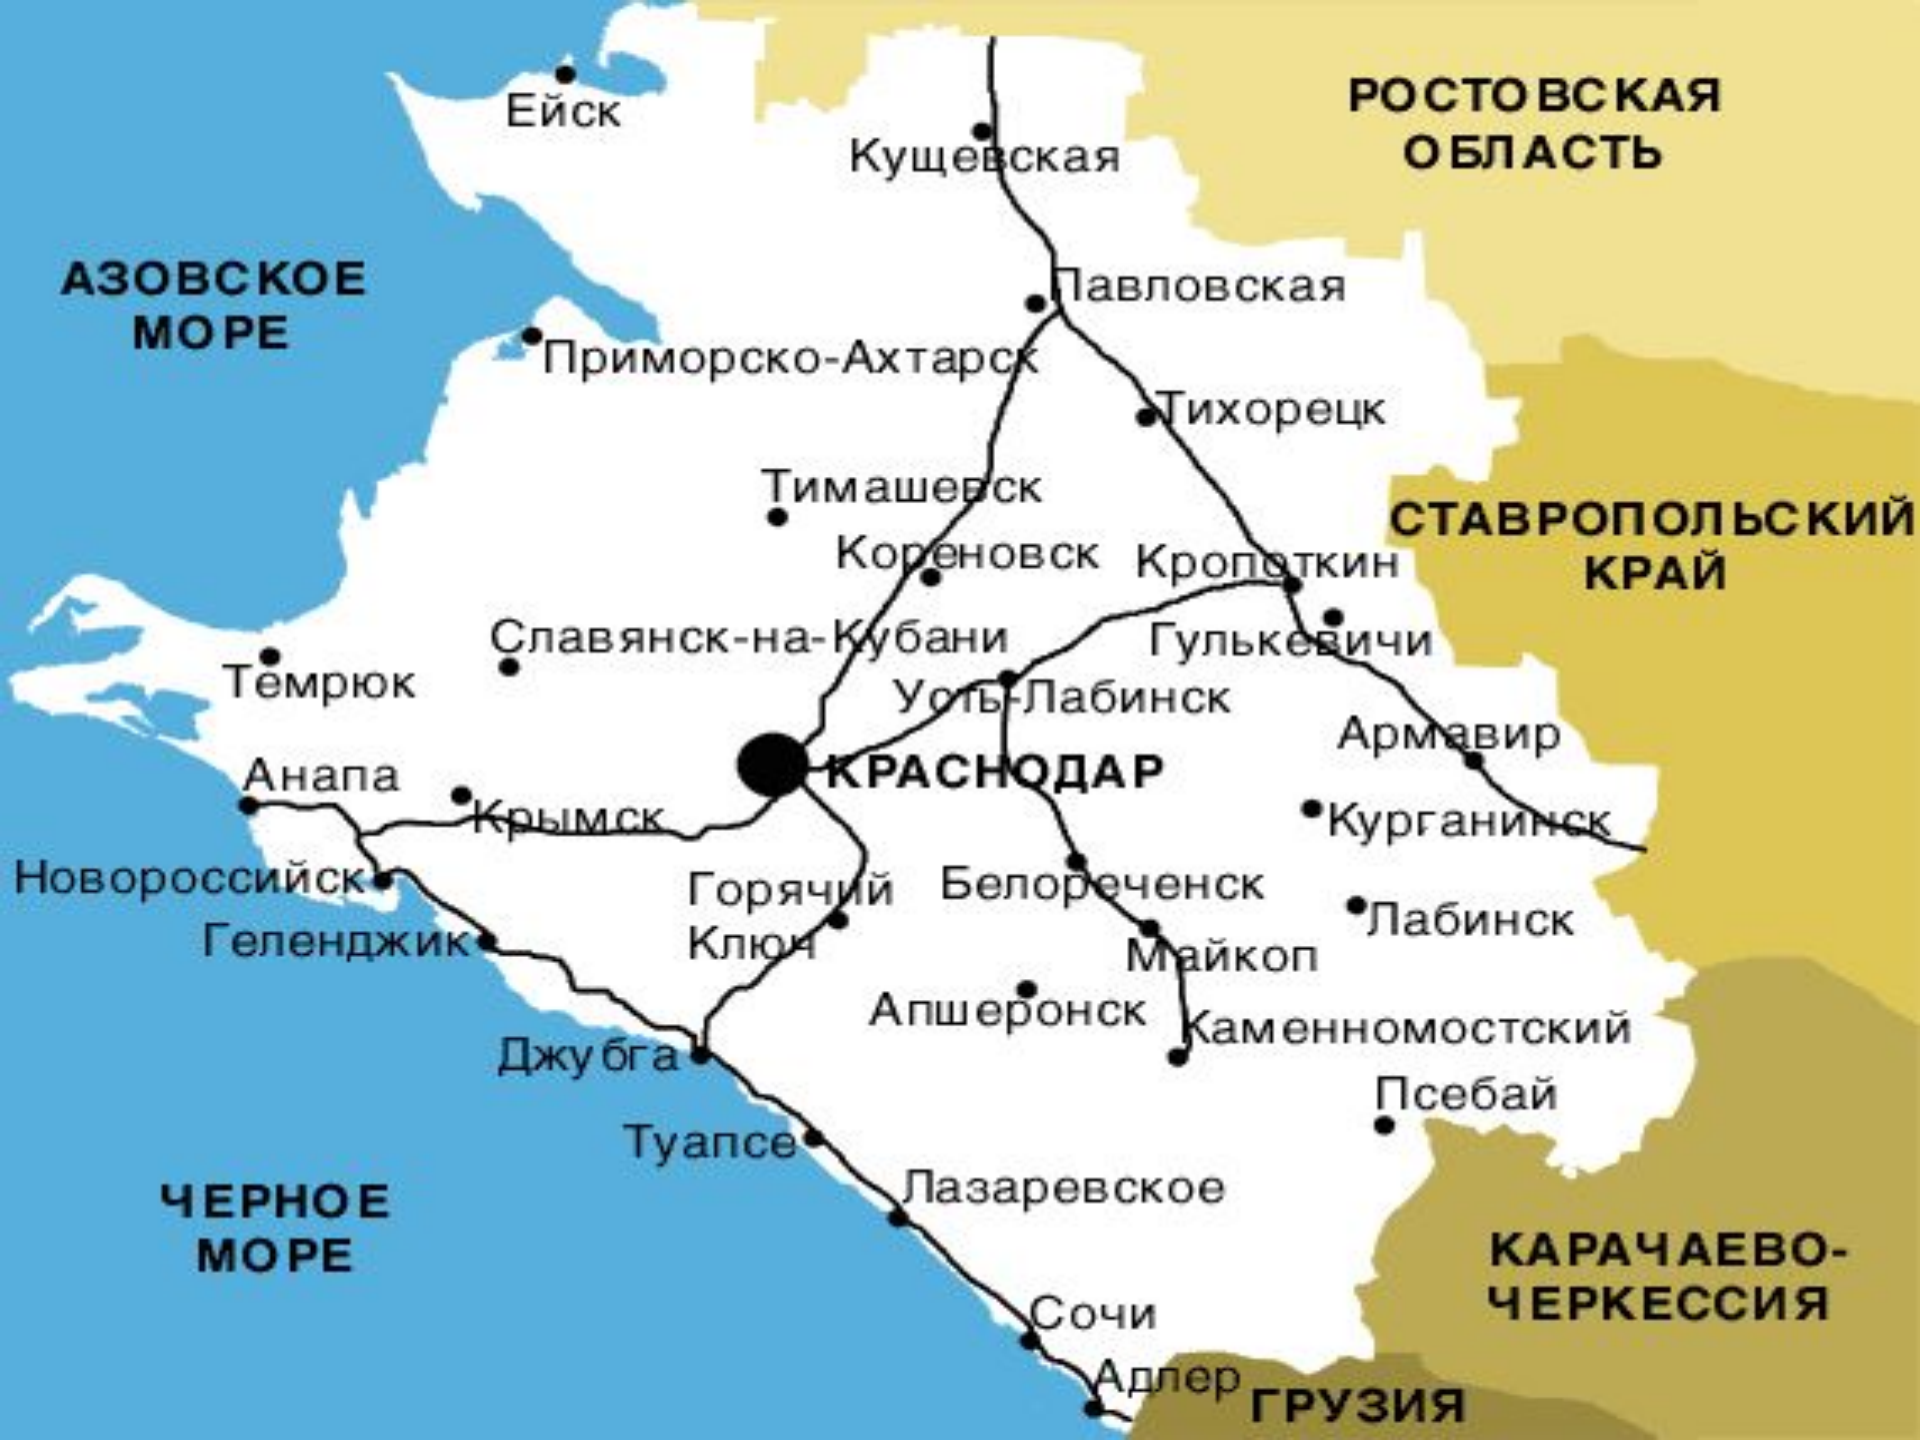 Ейск
РОСТОВСКАЯ
ОБЛАСТЬ
Кущевская
АЗОВСКОЕ
МОРЕ
Павловская
Приморско-Ахтарск
Тихорецк
Тимашевск
СТАВРОПОЛЬСКИЙ
КРАЙ
Кореновск
Кропоткин
Славянск-на-Кубани
Гулькевичи
Темрюк
Усть-Лабинск
Армавир
Анапа
КРАСНОДАР
Крымск
Курганинск
Новороссийск
Горячий
Ключ
Белореченск
Лабинск
Геленджик
Майкоп
Апшеронск
Каменномостский
Джубга
Псебай
Туапсе
Лазаревское
ЧЕРНОЕ
МОРЕ
КАРАЧАЕВО-
ЧЕРКЕССИЯ
Сочи
Адлер
ГРУЗИЯ